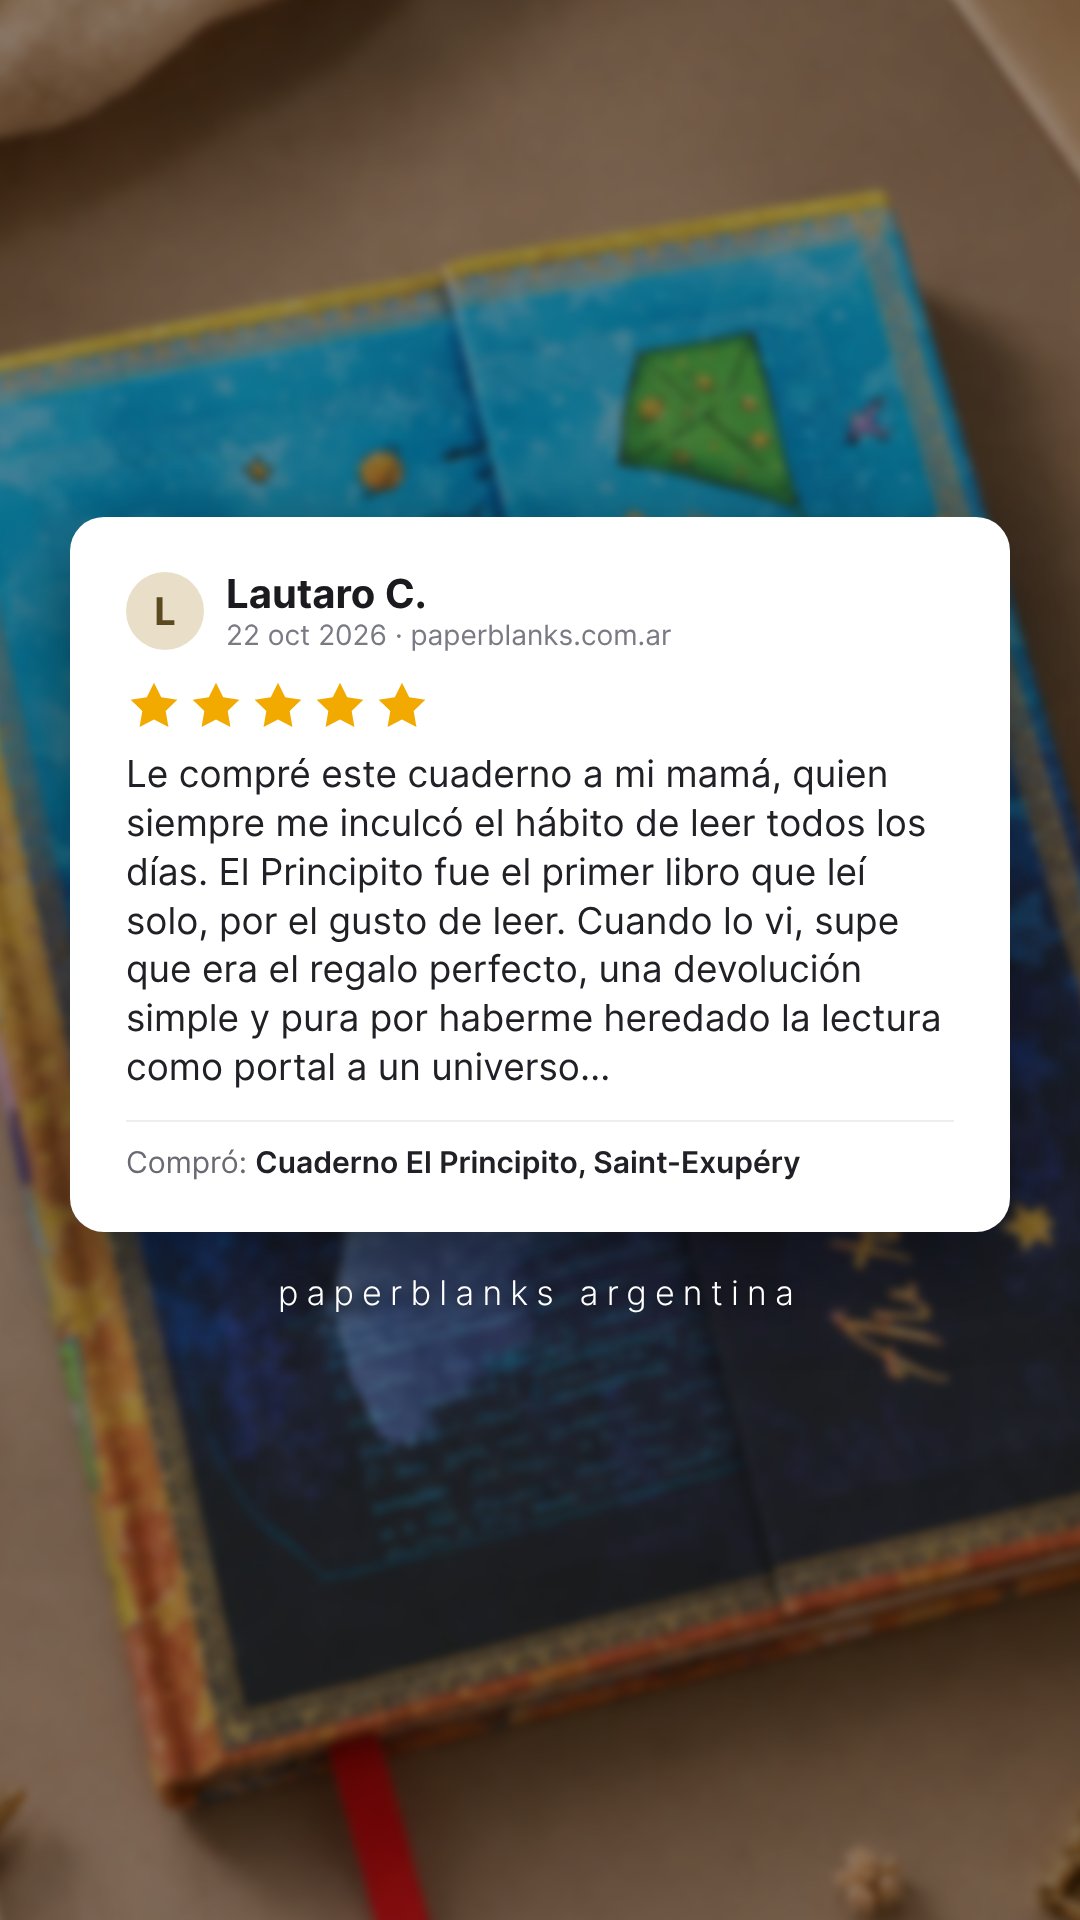 L
Lautaro C.
22 oct 2026 · paperblanks.com.ar
Le compré este cuaderno a mi mamá, quien
siempre me inculcó el hábito de leer todos los
días. El Principito fue el primer libro que leí
solo, por el gusto de leer. Cuando lo vi, supe
que era el regalo perfecto, una devolución
simple y pura por haberme heredado la lectura
como portal a un universo...
Compró: Cuaderno El Principito, Saint-Exupéry
paperblanks argentina